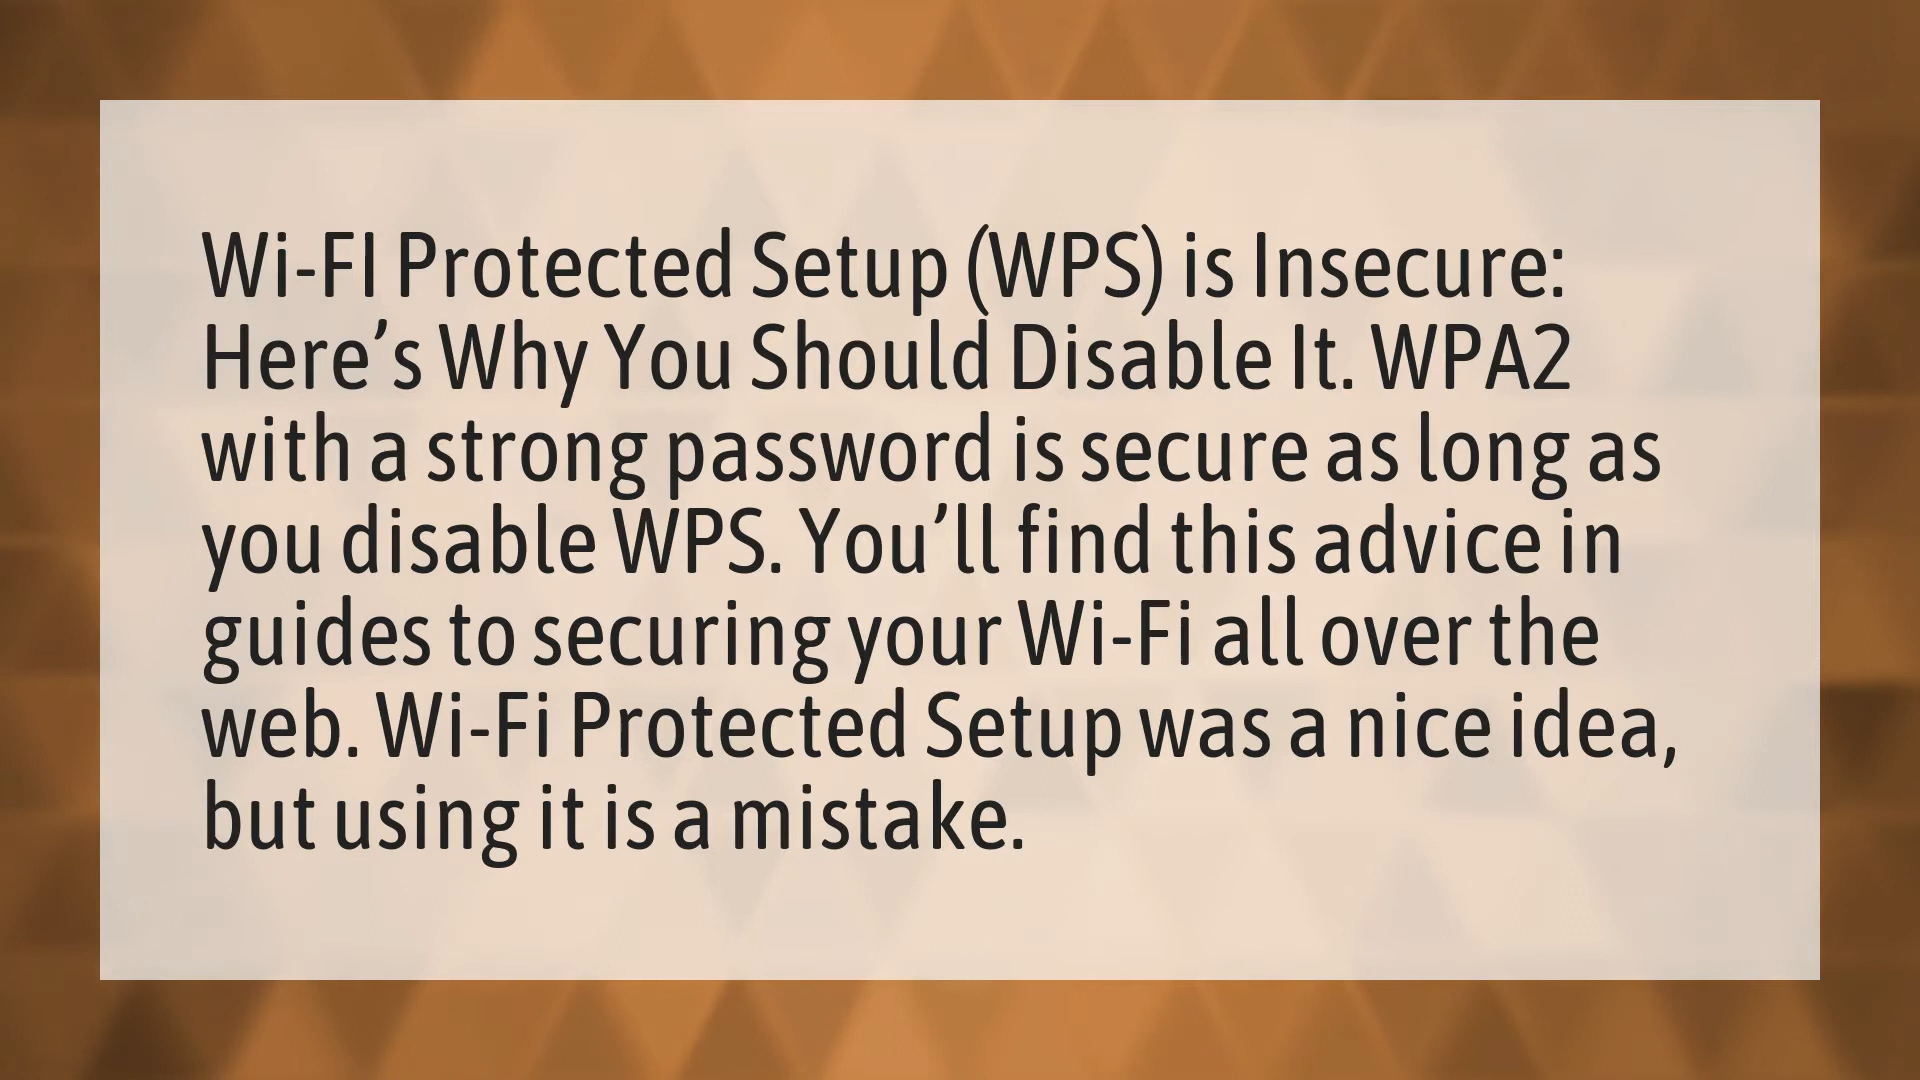 Wi-FI Protected Setup (WPS) is Insecure:
Here’s Why You Should Disable It. WPA2
with a strong password is secure as long as
you disable WPS. You’ll find this advice in
guides to securing your Wi-Fi all over the
web. Wi-Fi Protected Setup was a nice idea,
but using it is a mistake.